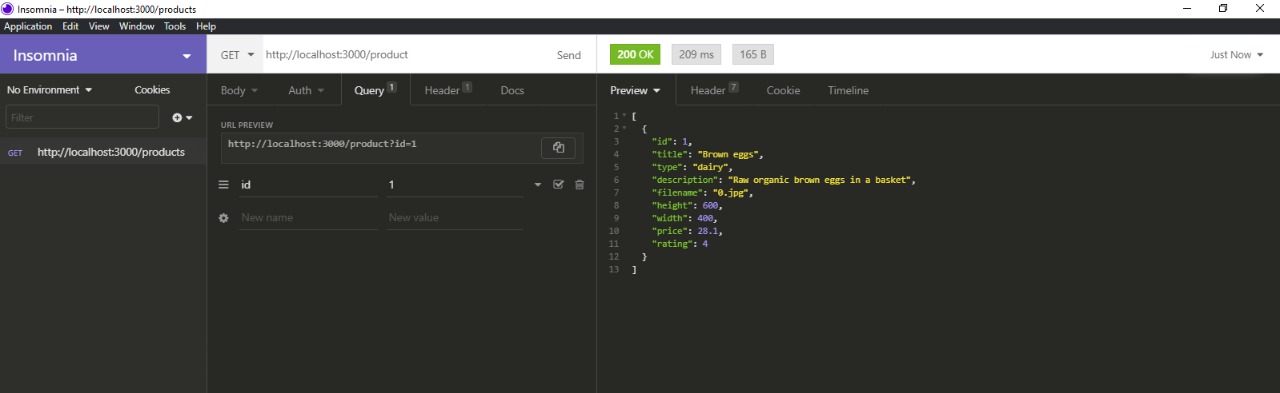 Insomnia – http://localhost:3000/products
Application Edit View Window Tools Help
Insomnia
GET http://localhost:3000/product Send
200 OK 209 ms 165 B Just Now
No Environment Cookies
Body Auth Query 1 Header 1 Docs
Preview Header 7 Cookie Timeline
Filter
GET http://localhost:3000/products
URL PREVIEW
http://localhost:3000/product?id=1
id 1
New name New value
1 [
2 {
3 "id": 1,
4 "title": "Brown eggs",
5 "type": "dairy",
6 "description": "Raw organic brown eggs in a basket",
7 "filename": "0.jpg",
8 "height": 600,
9 "width": 400,
10 "price": 28.1,
11 "rating": 4
12 }
13 ]